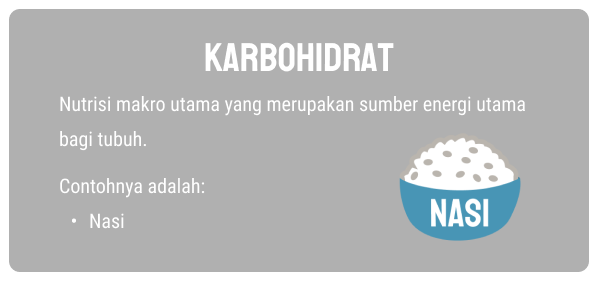 KARBOHIDRAT
Nutrisi makro utama yang merupakan sumber energi utama
bagi tubuh.
Contohnya adalah:
• Nasi
NASI